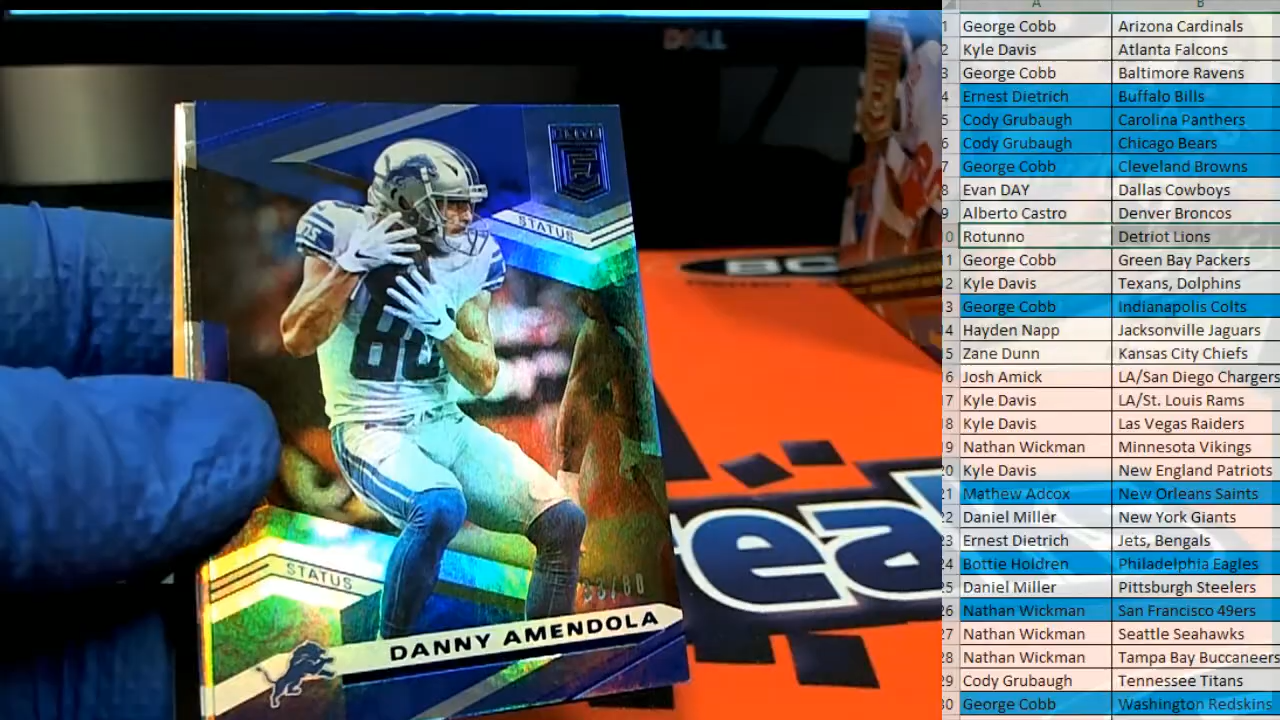 DELL
ELITE
E
STATUS
80
STATUS
/80
DANNY AMENDOLA
BC
rea
A B
1 George Cobb Arizona Cardinals
2 Kyle Davis Atlanta Falcons
3 George Cobb Baltimore Ravens
4 Ernest Dietrich Buffalo Bills
5 Cody Grubaugh Carolina Panthers
6 Cody Grubaugh Chicago Bears
7 George Cobb Cleveland Browns
8 Evan DAY Dallas Cowboys
9 Alberto Castro Denver Broncos
10 Rotunno Detriot Lions
11 George Cobb Green Bay Packers
12 Kyle Davis Texans, Dolphins
13 George Cobb Indianapolis Colts
14 Hayden Napp Jacksonville Jaguars
15 Zane Dunn Kansas City Chiefs
16 Josh Amick LA/San Diego Chargers
17 Kyle Davis LA/St. Louis Rams
18 Kyle Davis Las Vegas Raiders
19 Nathan Wickman Minnesota Vikings
20 Kyle Davis New England Patriots
21 Mathew Adcox New Orleans Saints
22 Daniel Miller New York Giants
23 Ernest Dietrich Jets, Bengals
24 Bottie Holdren Philadelphia Eagles
25 Daniel Miller Pittsburgh Steelers
26 Nathan Wickman San Francisco 49ers
27 Nathan Wickman Seattle Seahawks
28 Nathan Wickman Tampa Bay Buccaneers
29 Cody Grubaugh Tennessee Titans
30 George Cobb Washington Redskins